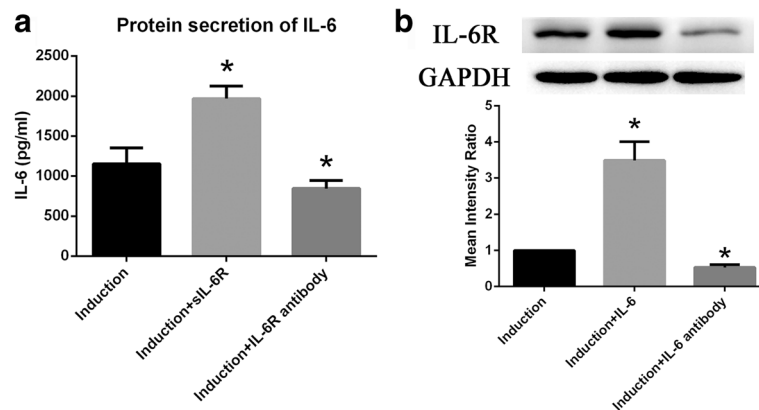 a
Protein secretion of IL-6
IL-6 (pg/ml)
2500
2000
1500
1000
500
0
*
*
Induction
Induction+sIL-6R
Induction+IL-6R antibody
b
IL-6R
GAPDH
Mean Intensity Ratio
5
4
3
2
1
0
*
*
Induction
Induction+IL-6
Induction+IL-6 antibody